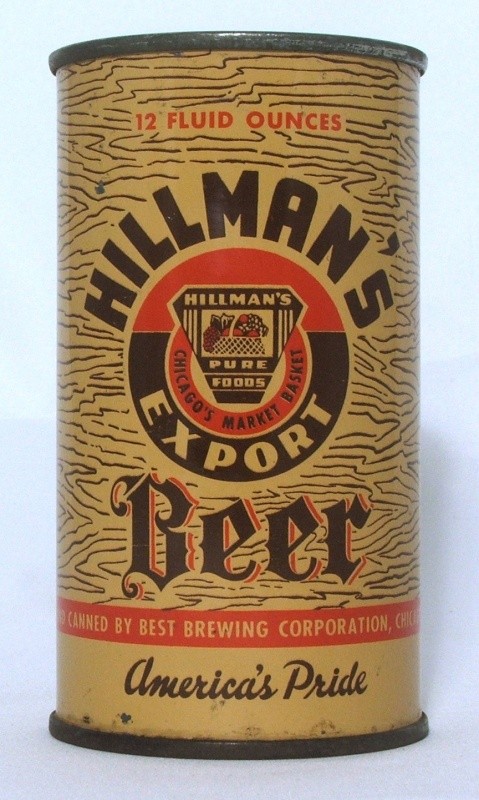 12 FLUID OUNCES
HILLMAN'S
HILLMAN'S
PURE
FOODS
CHICAGO'S MARKET BASKET
EXPORT
Beer
CANNED BY BEST BREWING CORPORATION,
America's Pride